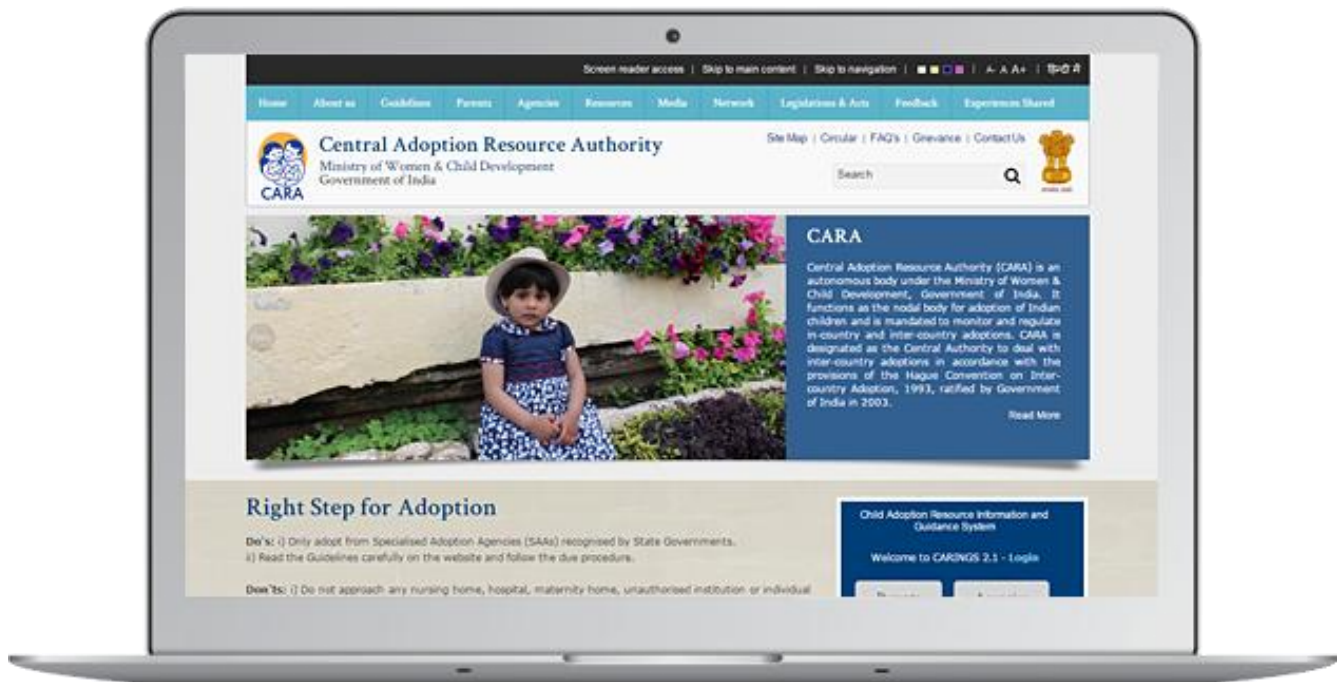 Screen reader access | Skip to main content | Skip to navigation | | A- A A+ | हिन्दी में
Home About us Guidelines Parents Agencies Resources Media Network Legislations & Acts Feedback Experiences Shared
Site Map | Circular | FAQ's | Grievance | Contact Us
Central Adoption Resource Authority
Ministry of Women & Child Development
Government of India
Search
CARA
CARA
Central Adoption Resource Authority (CARA) is an
autonomous body under the Ministry of Women &
Child Development, Government of India. It
functions as the nodal body for adoption of Indian
children and is mandated to monitor and regulate
in-country and inter-country adoptions. CARA is
designated as the Central Authority to deal with
inter-country adoptions in accordance with the
provisions of the Hague Convention on Inter-
country Adoption, 1993, ratified by Government
of India in 2003.
Read More
Right Step for Adoption
Do's: i) Only adopt from Specialised Adoption Agencies (SAAs) recognised by State Governments.
ii) Read the Guidelines carefully on the website and follow the due procedure.
Don'ts: i) Do not approach any nursing home, hospital, maternity home, unauthorised institution or individual
Child Adoption Resource Information and
Guidance System
Welcome to CARINGS 2.1 - Login